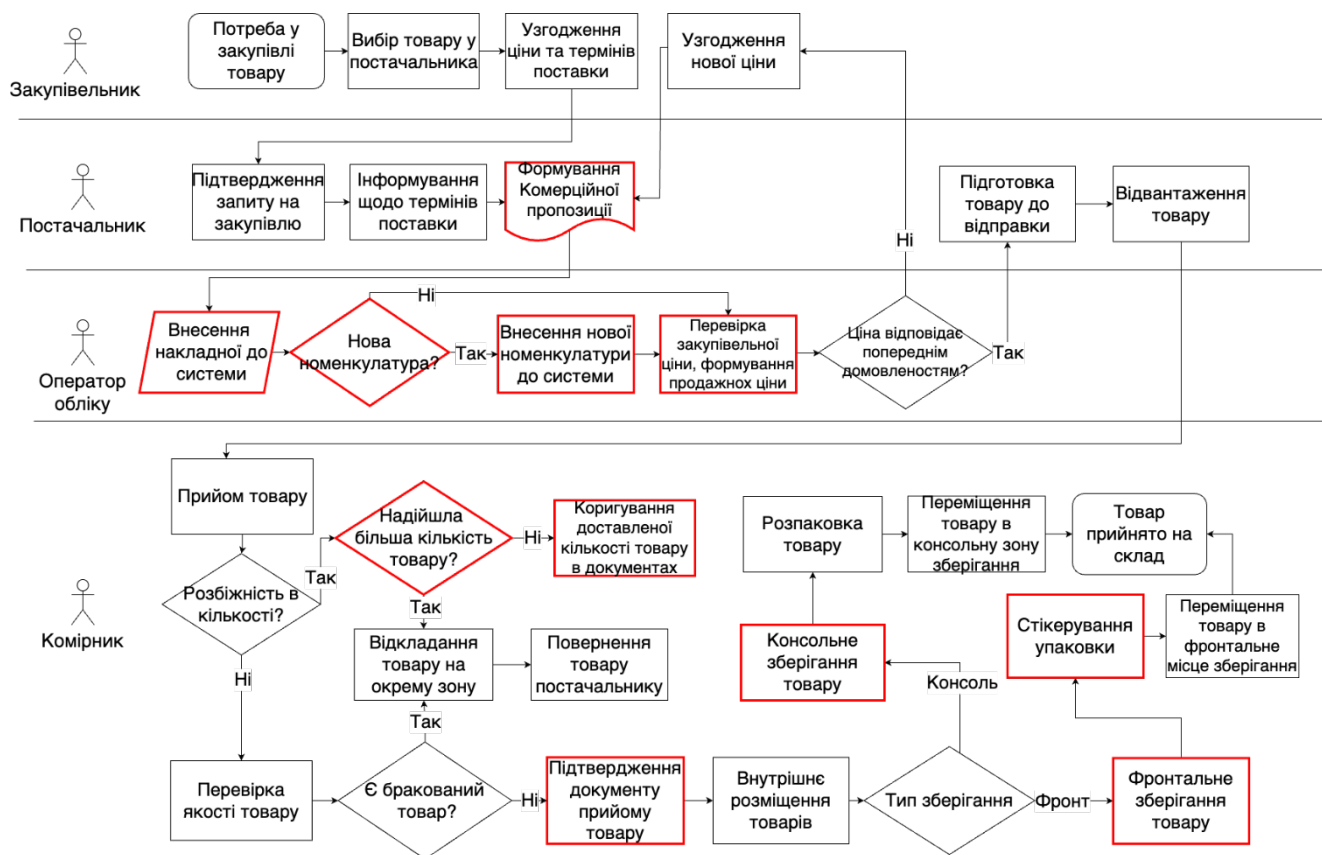 Потреба у
закупівлі
товару
Вибір товару у
постачальника
Узгодження
ціни та термінів
поставки
Узгодження
нової ціни
Закупівельник
Підтвердження
запиту на
закупівлю
Інформування
щодо термінів
поставки
Формування
Комерційної
пропозиції
Підготовка
товару до
відправки
Відвантаження
товару
Постачальник
Ні
Ні
Внесення
накладної до
системи
Нова
номенкулатура?
Так
Внесення нової
номенкулатури
до системи
Перевірка
закупівельної
ціни, формування
продажних ціни
Ціна відповідає
попереднім
домовленостям?
Так
Оператор
обліку
Прийом товару
Надійшла
більша кількість
товару?
Ні
Коригування
доставленої
кількості товару
в документах
Розпаковка
товару
Переміщення
товару в
консольну зону
зберігання
Товар
прийнято на
склад
Розбіжність в
кількості?
Так
Так
Комірник
Ні
Відкладання
товару на
окрему зону
Повернення
товару
постачальнику
Консольне
зберігання
товару
Стікерування
упаковки
Переміщення
товару в
фронтальне
місце зберігання
Консоль
Так
Перевірка
якості товару
Є бракований
товар?
Ні
Підтвердження
документу
прийому
товару
Внутрішнє
розміщення
товарів
Тип зберігання
Фронт
Фронтальне
зберігання
товару